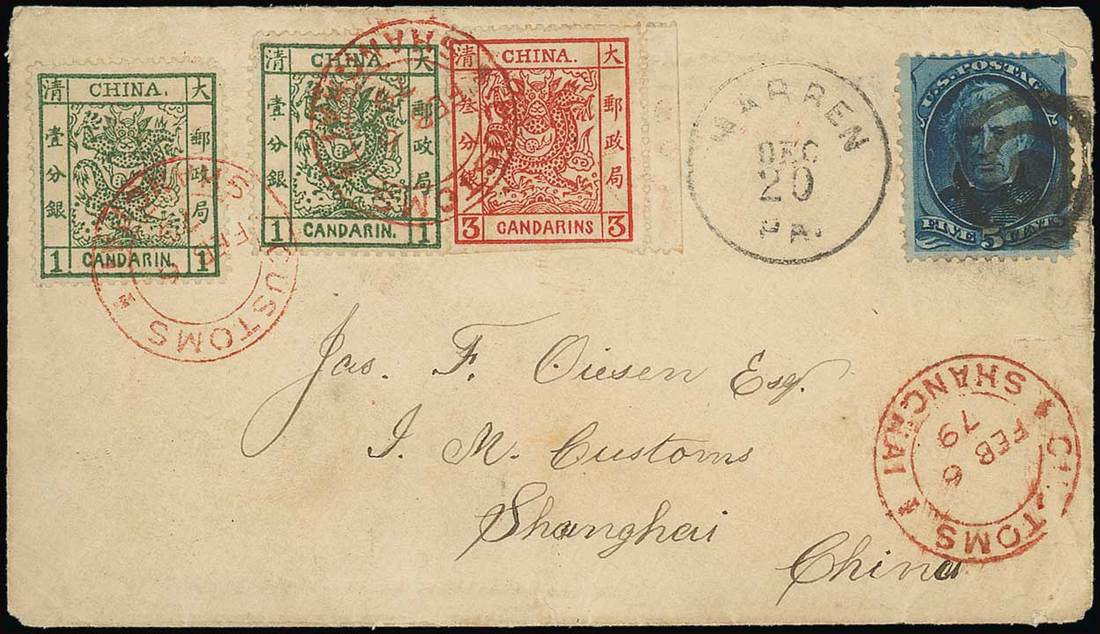 清 CHINA. 大
壹分銀
郵政局
1 CANDARIN. 1
清 CHINA. 大
壹分銀
郵政局
1 CANDARIN. 1
清 CHINA. 大
叁分銀
郵政局
3 CANDARINS 3
WARREN
DEC
20
PA.
U.S. POSTAGE
FIVE 5 CENTS
CUSTOMS
Jas. F. Oiesen Esq.
I. M. Customs
Shanghai
China
SHANGHAI
FEB 6
79